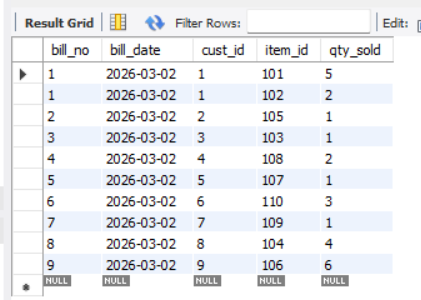 Result Grid Filter Rows: Edit:
bill_no bill_date cust_id item_id qty_sold
1 2026-03-02 1 101 5
1 2026-03-02 1 102 2
2 2026-03-02 2 105 1
3 2026-03-02 3 103 1
4 2026-03-02 4 108 2
5 2026-03-02 5 107 1
6 2026-03-02 6 110 3
7 2026-03-02 7 109 1
8 2026-03-02 8 104 4
9 2026-03-02 9 106 6
NULL NULL NULL NULL NULL